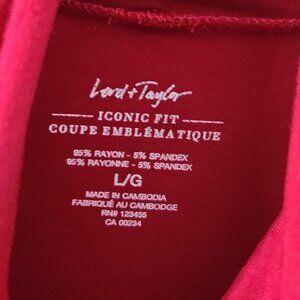 Lord + Taylor
ICONIC FIT
COUPE EMBLÉMATIQUE
95% RAYON - 5% SPANDEX
95% RAYONNE - 5% SPANDEX
L/G
MADE IN CAMBODIA
FABRIQUÉ AU CAMBODGE
RN# 123455
CA 00234